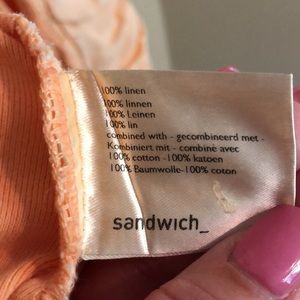 100% linen
100% linnen
100% Leinen
100% lin
combined with - gecombineerd met -
Kombiniert mit - combiné avec
100% cotton -100% katoen
100% Baumwolle-100% coton
sandwich_